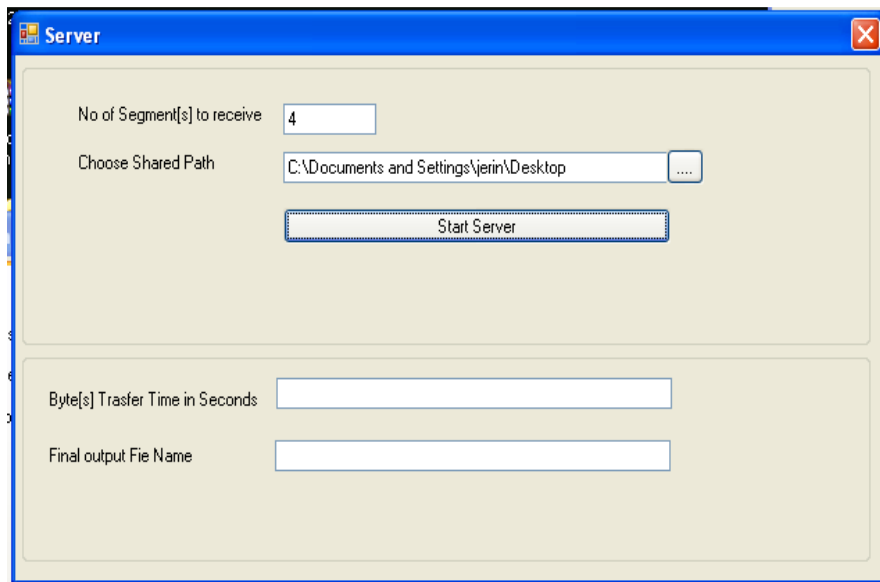 Server
No of Segment[s] to receive
4
Choose Shared Path
C:\Documents and Settings\jerin\Desktop
....
Start Server
Byte[s] Trasfer Time in Seconds
Final output Fie Name